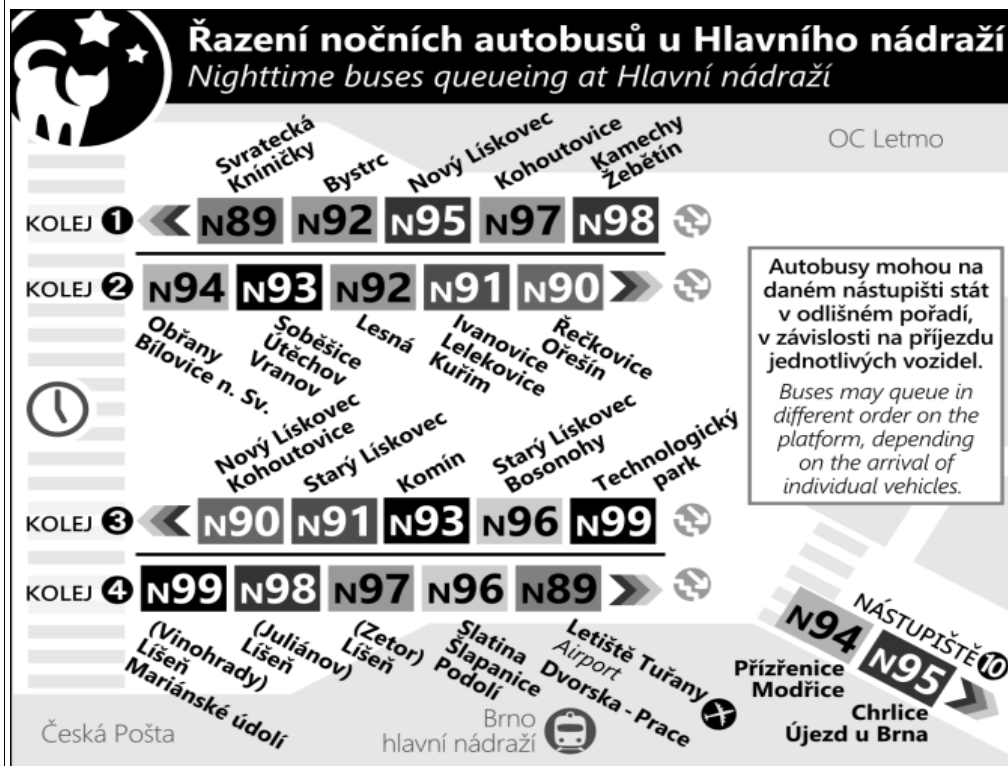 Řazení nočních autobusů u Hlavního nádraží
Nighttime buses queueing at Hlavní nádraží
OC Letmo
Svratecká
Kníničky
Bystrc
Nový Lískovec
Kohoutovice
Kamechy
Žebětín
KOLEJ 1 N89 N92 N95 N97 N98
KOLEJ 2 N94 N93 N92 N91 N90
Obřany
Bílovice n. Sv.
Soběšice
Útěchov
Vranov
Lesná
Ivanovice
Lelekovice
Kuřim
Řečkovice
Ořešín
Autobusy mohou na
daném nástupišti stát
v odlišném pořadí,
v závislosti na příjezdu
jednotlivých vozidel.
Buses may queue in
different order on the
platform, depending
on the arrival of
individual vehicles.
Nový Lískovec
Kohoutovice
Starý Lískovec
Komín
Starý Lískovec
Bosonohy
Technologický
park
KOLEJ 3 N90 N91 N93 N96 N99
KOLEJ 4 N99 N98 N97 N96 N89
(Vinohrady)
Líšeň
Mariánské údolí
(Juliánov)
Líšeň
(Zetor)
Líšeň
Slatina
Šlapanice
Podolí
Letiště Tuřany
Airport
Dvorska - Prace
NÁSTUPIŠTĚ 10
N94 N95
Přízřenice
Modřice
Chrlice
Újezd u Brna
Česká Pošta
Brno
hlavní nádraží